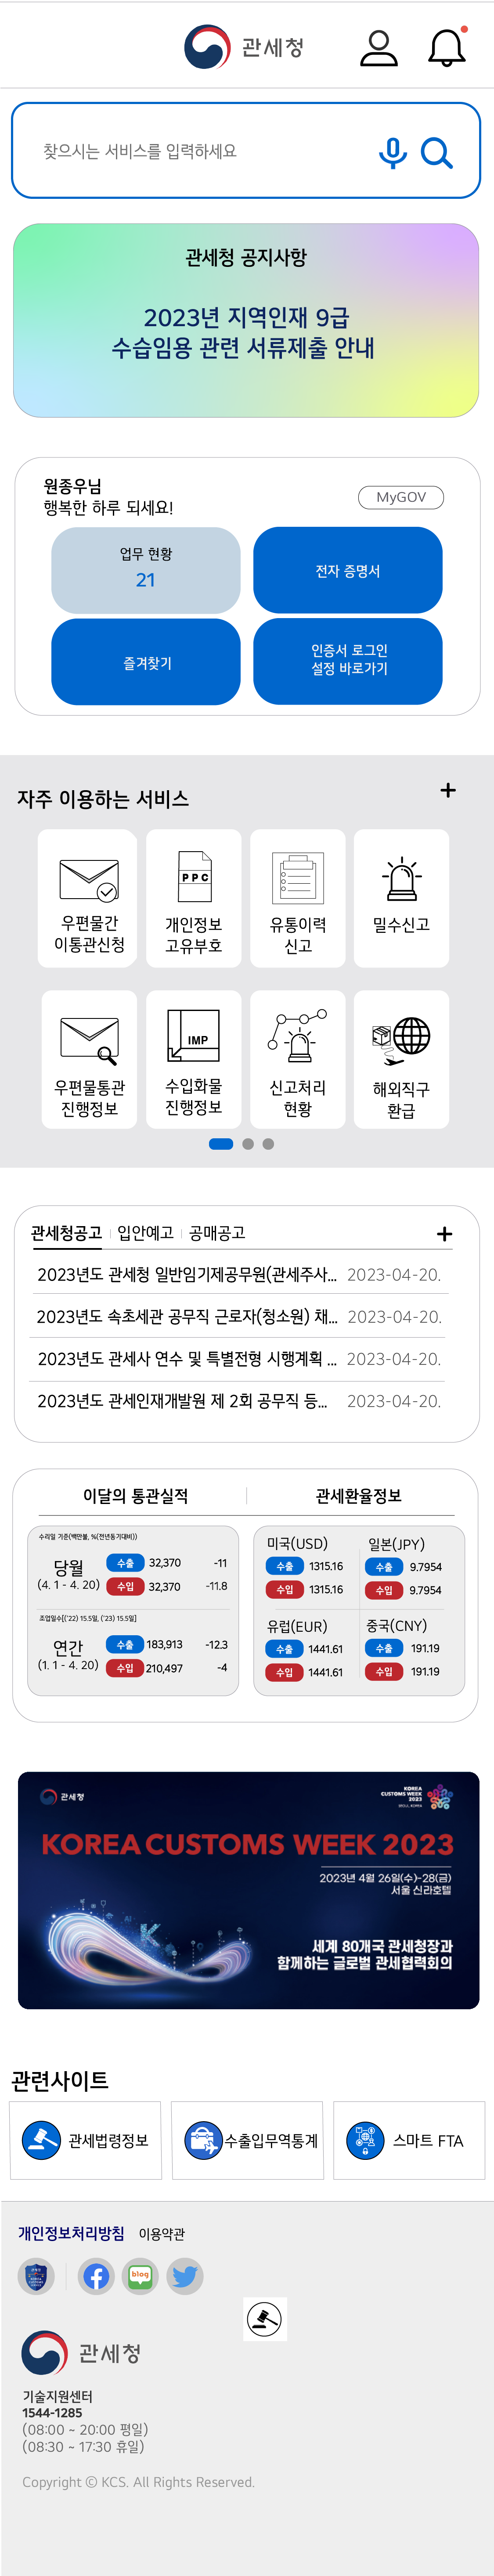 관세청
찾으시는 서비스를 입력하세요
관세청 공지사항
2023년 지역인재 9급
수습임용 관련 서류제출 안내
원종우님
행복한 하루 되세요!
MyGOV
업무 현황
21
전자 증명서
즐겨찾기
인증서 로그인
설정 바로가기
자주 이용하는 서비스
우편물간
이통관신청
PPC
개인정보
고유부호
유통이력
신고
밀수신고
우편물통관
진행정보
IMP
수입화물
진행정보
신고처리
현황
해외직구
환급
관세청공고 입안예고 공매공고
2023년도 관세청 일반임기제공무원(관세주사... 2023-04-20.
2023년도 속초세관 공무직 근로자(청소원) 채... 2023-04-20.
2023년도 관세사 연수 및 특별전형 시행계획 ... 2023-04-20.
2023년도 관세인재개발원 제 2회 공무직 등... 2023-04-20.
이달의 통관실적
수리일 기준(백만불, %(전년동기대비))
당월
(4. 1 - 4. 20)
수출 32,370 -11
수입 32,370 -11.8
조업일수[('22) 15.5일, ('23) 15.5일]
연간
(1. 1 - 4. 20)
수출 183,913 -12.3
수입 210,497 -4
관세환율정보
미국(USD)
수출 1315.16
수입 1315.16
일본(JPY)
수출 9.7954
수입 9.7954
유럽(EUR)
수출 1441.61
수입 1441.61
중국(CNY)
수출 191.19
수입 191.19
관세청
KOREA
CUSTOMS WEEK
2023
SEOUL, KOREA
KOREA CUSTOMS WEEK 2023
2023년 4월 26일(수)-28(금)
서울 신라호텔
세계 80개국 관세청장과
함께하는 글로벌 관세협력회의
관련사이트
관세법령정보
수출입무역통계
스마트 FTA
개인정보처리방침 이용약관
blog
관세청
기술지원센터
1544-1285
(08:00 ~ 20:00 평일)
(08:30 ~ 17:30 휴일)
Copyright © KCS. All Rights Reserved.